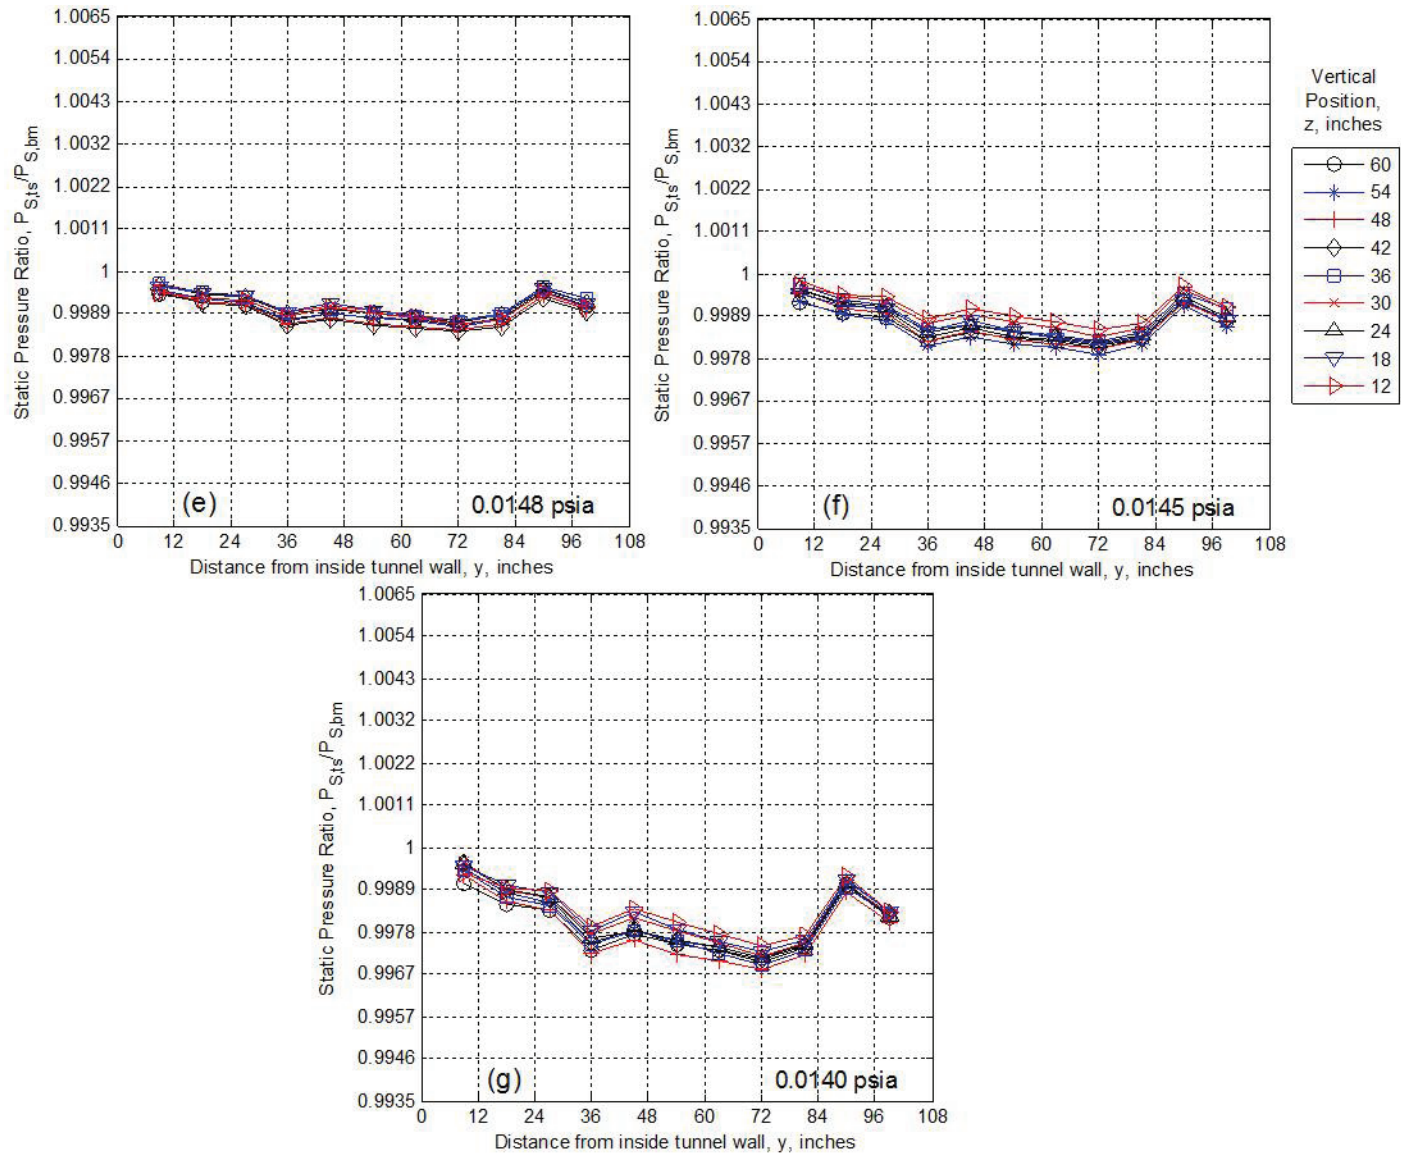 1.0065
1.0054
1.0043
1.0032
1.0022
1.0011
1
0.9989
0.9978
0.9967
0.9957
0.9946
0.9935
Static Pressure Ratio, P_S,ts/P_S,bm
(e)
0.0148 psia
0 12 24 36 48 60 72 84 96 108
Distance from inside tunnel wall, y, inches
1.0065
1.0054
1.0043
1.0032
1.0022
1.0011
1
0.9989
0.9978
0.9967
0.9957
0.9946
0.9935
Static Pressure Ratio, P_S,ts/P_S,bm
(f)
0.0145 psia
0 12 24 36 48 60 72 84 96 108
Distance from inside tunnel wall, y, inches
Vertical
Position,
z, inches
60
54
48
42
36
30
24
18
12
1.0065
1.0054
1.0043
1.0032
1.0022
1.0011
1
0.9989
0.9978
0.9967
0.9957
0.9946
0.9935
Static Pressure Ratio, P_S,ts/P_S,bm
(g)
0.0140 psia
0 12 24 36 48 60 72 84 96 108
Distance from inside tunnel wall, y, inches